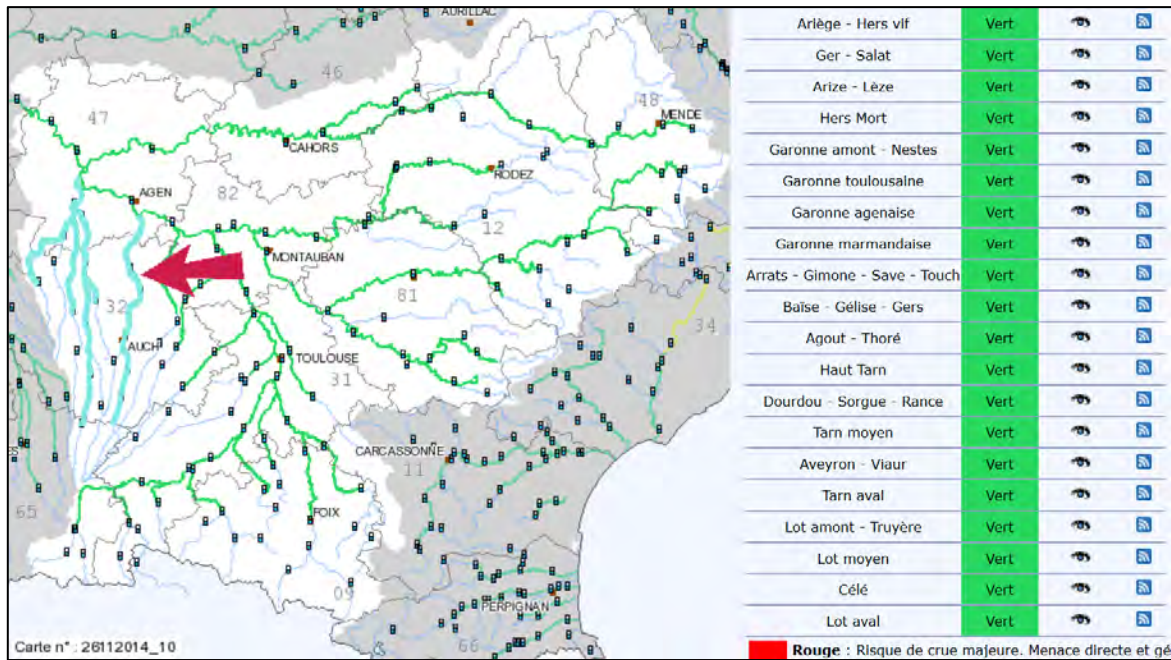 AURILLAC
46
48
47
MENDE
CAHORS
RODEZ
AGEN
82
12
MONTAUBAN
81
32
34
AUCH
TOULOUSE
31
CARCASSONNE
11
ES
65
FOIX
09
PERPIGNAN
66
Carte n° : 26112014_10
Ariège - Hers vif Vert
Ger - Salat Vert
Arize - Lèze Vert
Hers Mort Vert
Garonne amont - Nestes Vert
Garonne toulousaine Vert
Garonne agenaise Vert
Garonne marmandaise Vert
Arrats - Gimone - Save - Touch Vert
Baïse - Gélise - Gers Vert
Agout - Thoré Vert
Haut Tarn Vert
Dourdou - Sorgue - Rance Vert
Tarn moyen Vert
Aveyron - Viaur Vert
Tarn aval Vert
Lot amont - Truyère Vert
Lot moyen Vert
Célé Vert
Lot aval Vert
Rouge : Risque de crue majeure. Menace directe et gé